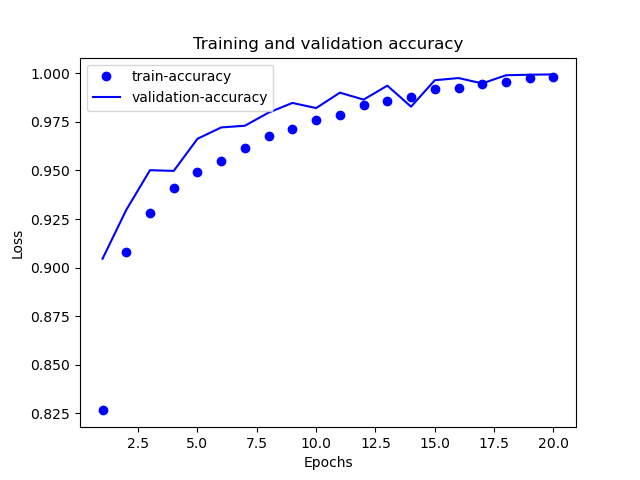 Training and validation accuracy
train-accuracy
validation-accuracy
1.000
0.975
0.950
0.925
0.900
0.875
0.850
0.825
Loss
2.5 5.0 7.5 10.0 12.5 15.0 17.5 20.0
Epochs